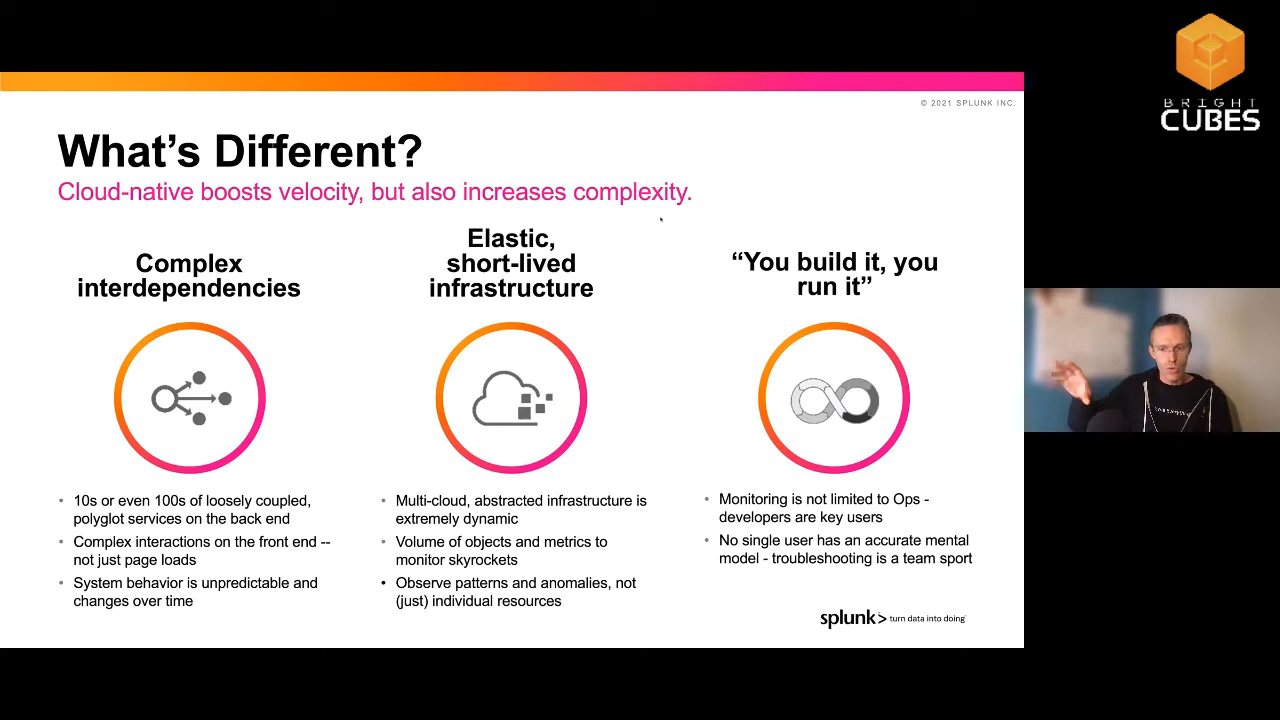 BRIGHT
CUBES
© 2021 SPLUNK INC.
What’s Different?
Cloud-native boosts velocity, but also increases complexity.
Complex
interdependencies
• 10s or even 100s of loosely coupled,
polyglot services on the back end
• Complex interactions on the front end --
not just page loads
• System behavior is unpredictable and
changes over time
Elastic,
short-lived
infrastructure
• Multi-cloud, abstracted infrastructure is
extremely dynamic
• Volume of objects and metrics to
monitor skyrockets
• Observe patterns and anomalies, not
(just) individual resources
“You build it, you
run it”
• Monitoring is not limited to Ops -
developers are key users
• No single user has an accurate mental
model - troubleshooting is a team sport
splunk> turn data into doing